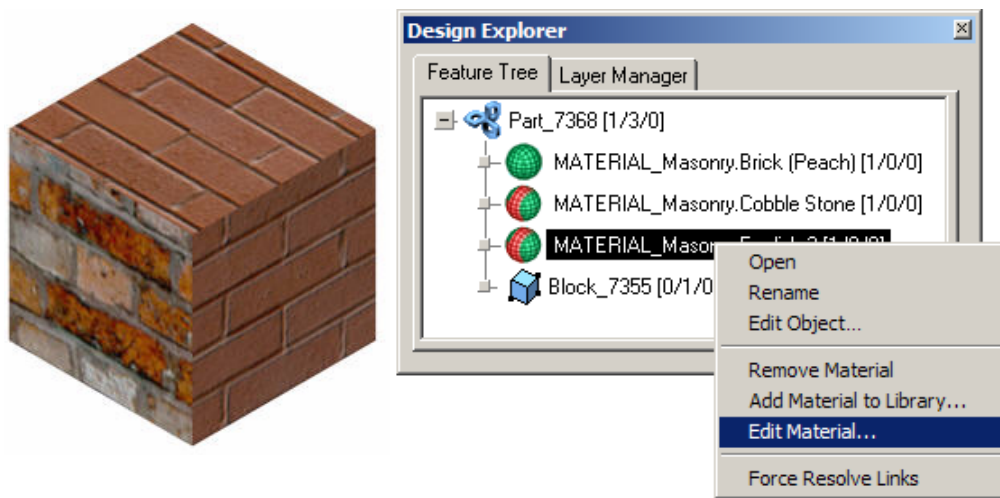 Design Explorer
Feature Tree
Layer Manager
Part_7368 [1/3/0]
MATERIAL_Masonry.Brick (Peach) [1/0/0]
MATERIAL_Masonry.Cobble Stone [1/0/0]
Block_7355 [0/1/0
Open
Rename
Edit Object...
Remove Material
Add Material to Library...
Edit Material...
Force Resolve Links